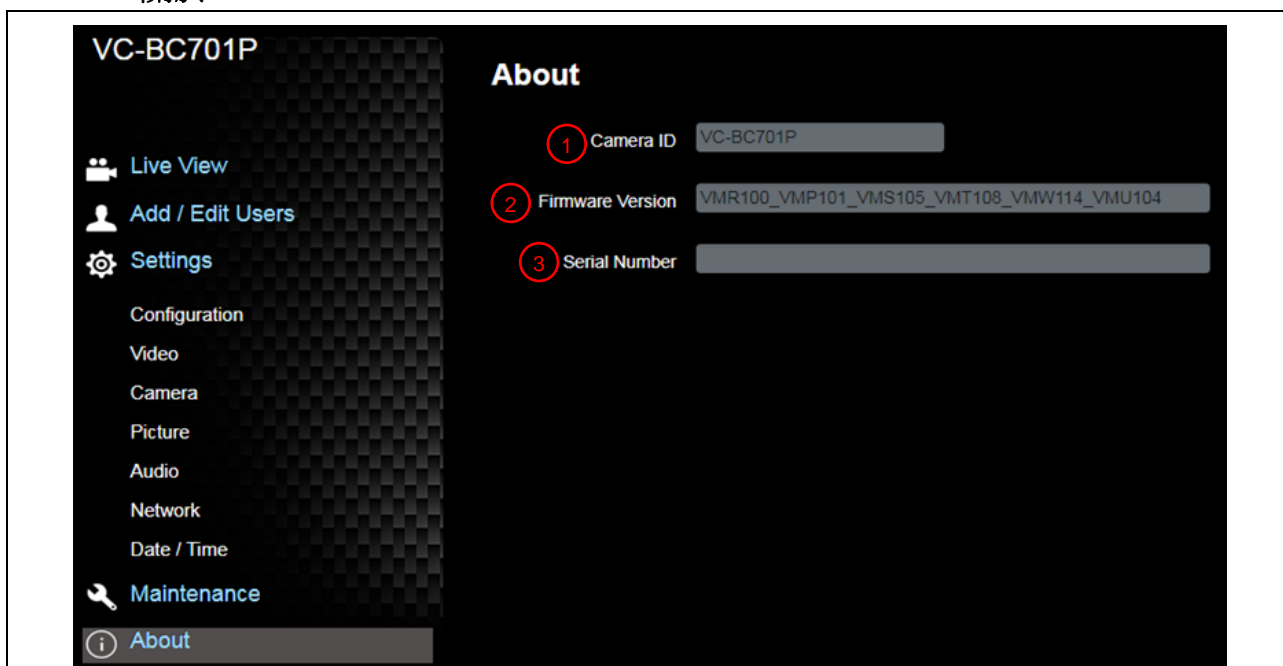 VC-BC701P
Live View
Add / Edit Users
Settings
Configuration
Video
Camera
Picture
Audio
Network
Date / Time
Maintenance
About
About
1 Camera ID VC-BC701P
2 Firmware Version VMR100_VMP101_VMS105_VMT108_VMW114_VMU104
3 Serial Number